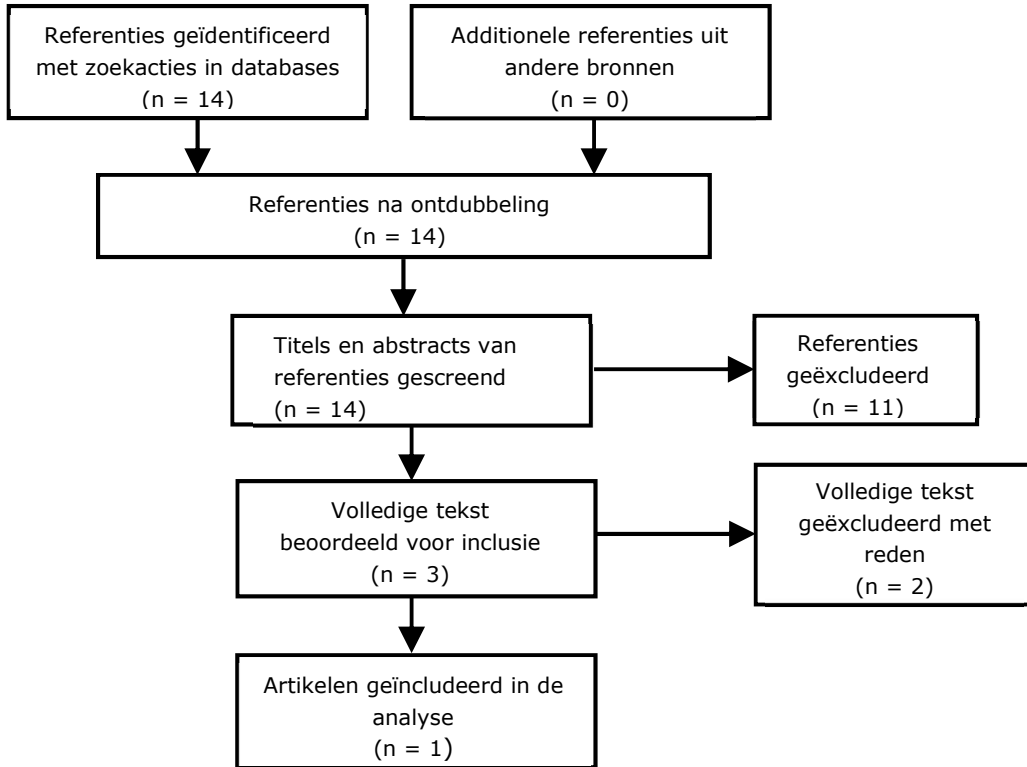 Referenties geïdentificeerd
met zoekacties in databases
(n = 14)
Additionele referenties uit
andere bronnen
(n = 0)
Referenties na ontdubbeling
(n = 14)
Titels en abstracts van
referenties gescreend
(n = 14)
Referenties
geëxcludeerd
(n = 11)
Volledige tekst
beoordeeld voor inclusie
(n = 3)
Volledige tekst
geëxcludeerd met
reden
(n = 2)
Artikelen geïncludeerd in de
analyse
(n = 1)